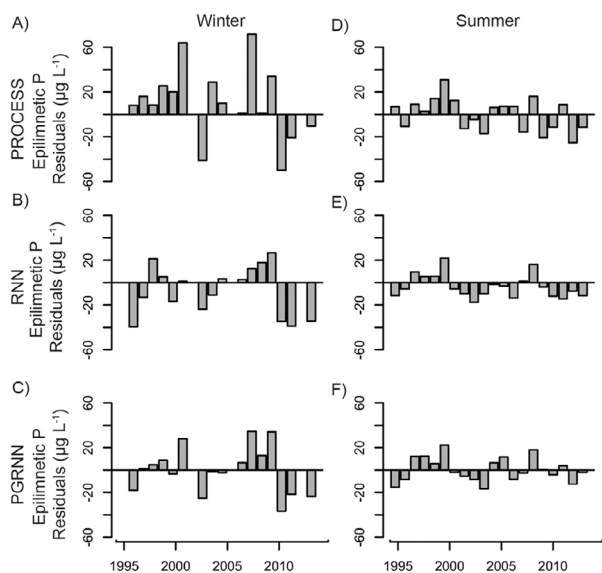 Winter
Summer
A)
D)
PROCESS
Epilimnetic P
Residuals (µg L-1)
60
20
-20
-60
60
20
-20
-60
B)
E)
RNN
Epilimnetic P
Residuals (µg L-1)
60
20
-20
-60
60
20
-20
-60
C)
F)
PGRNN
Epilimnetic P
Residuals (µg L-1)
60
20
-20
-60
60
20
-20
-60
1995 2000 2005 2010
1995 2000 2005 2010